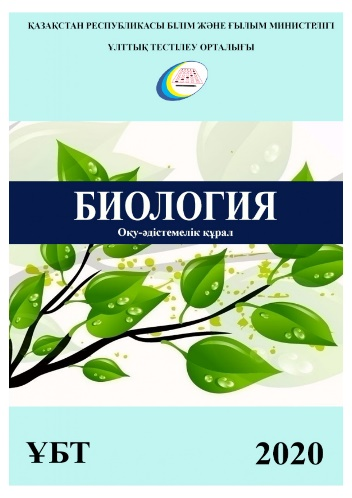 ҚАЗАҚСТАН РЕСПУБЛИКАСЫ БІЛІМ ЖӘНЕ ҒЫЛЫМ МИНИСТРЛІГІ
ҰЛТТЫҚ ТЕСТІЛЕУ ОРТАЛЫҒЫ
БИОЛОГИЯ
Оқу-әдістемелік құрал
ҰБТ 2020